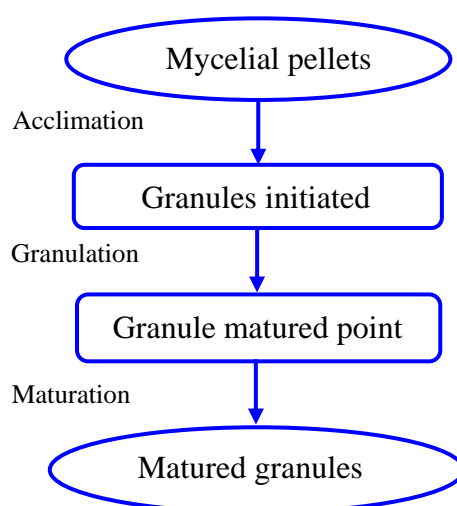 Mycelial pellets
Acclimation
Granules initiated
Granulation
Granule matured point
Maturation
Matured granules